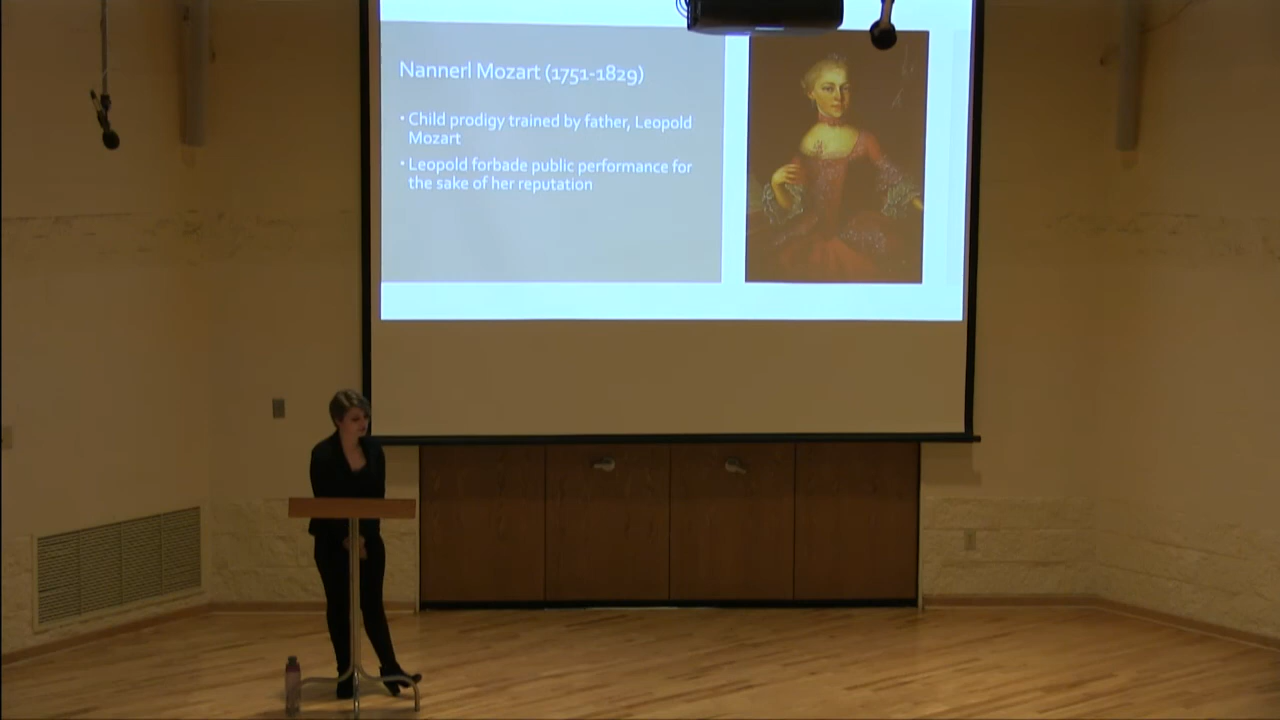 Nannerl Mozart (1751-1829)
• Child prodigy trained by father, Leopold
Mozart
• Leopold forbade public performance for
the sake of her reputation